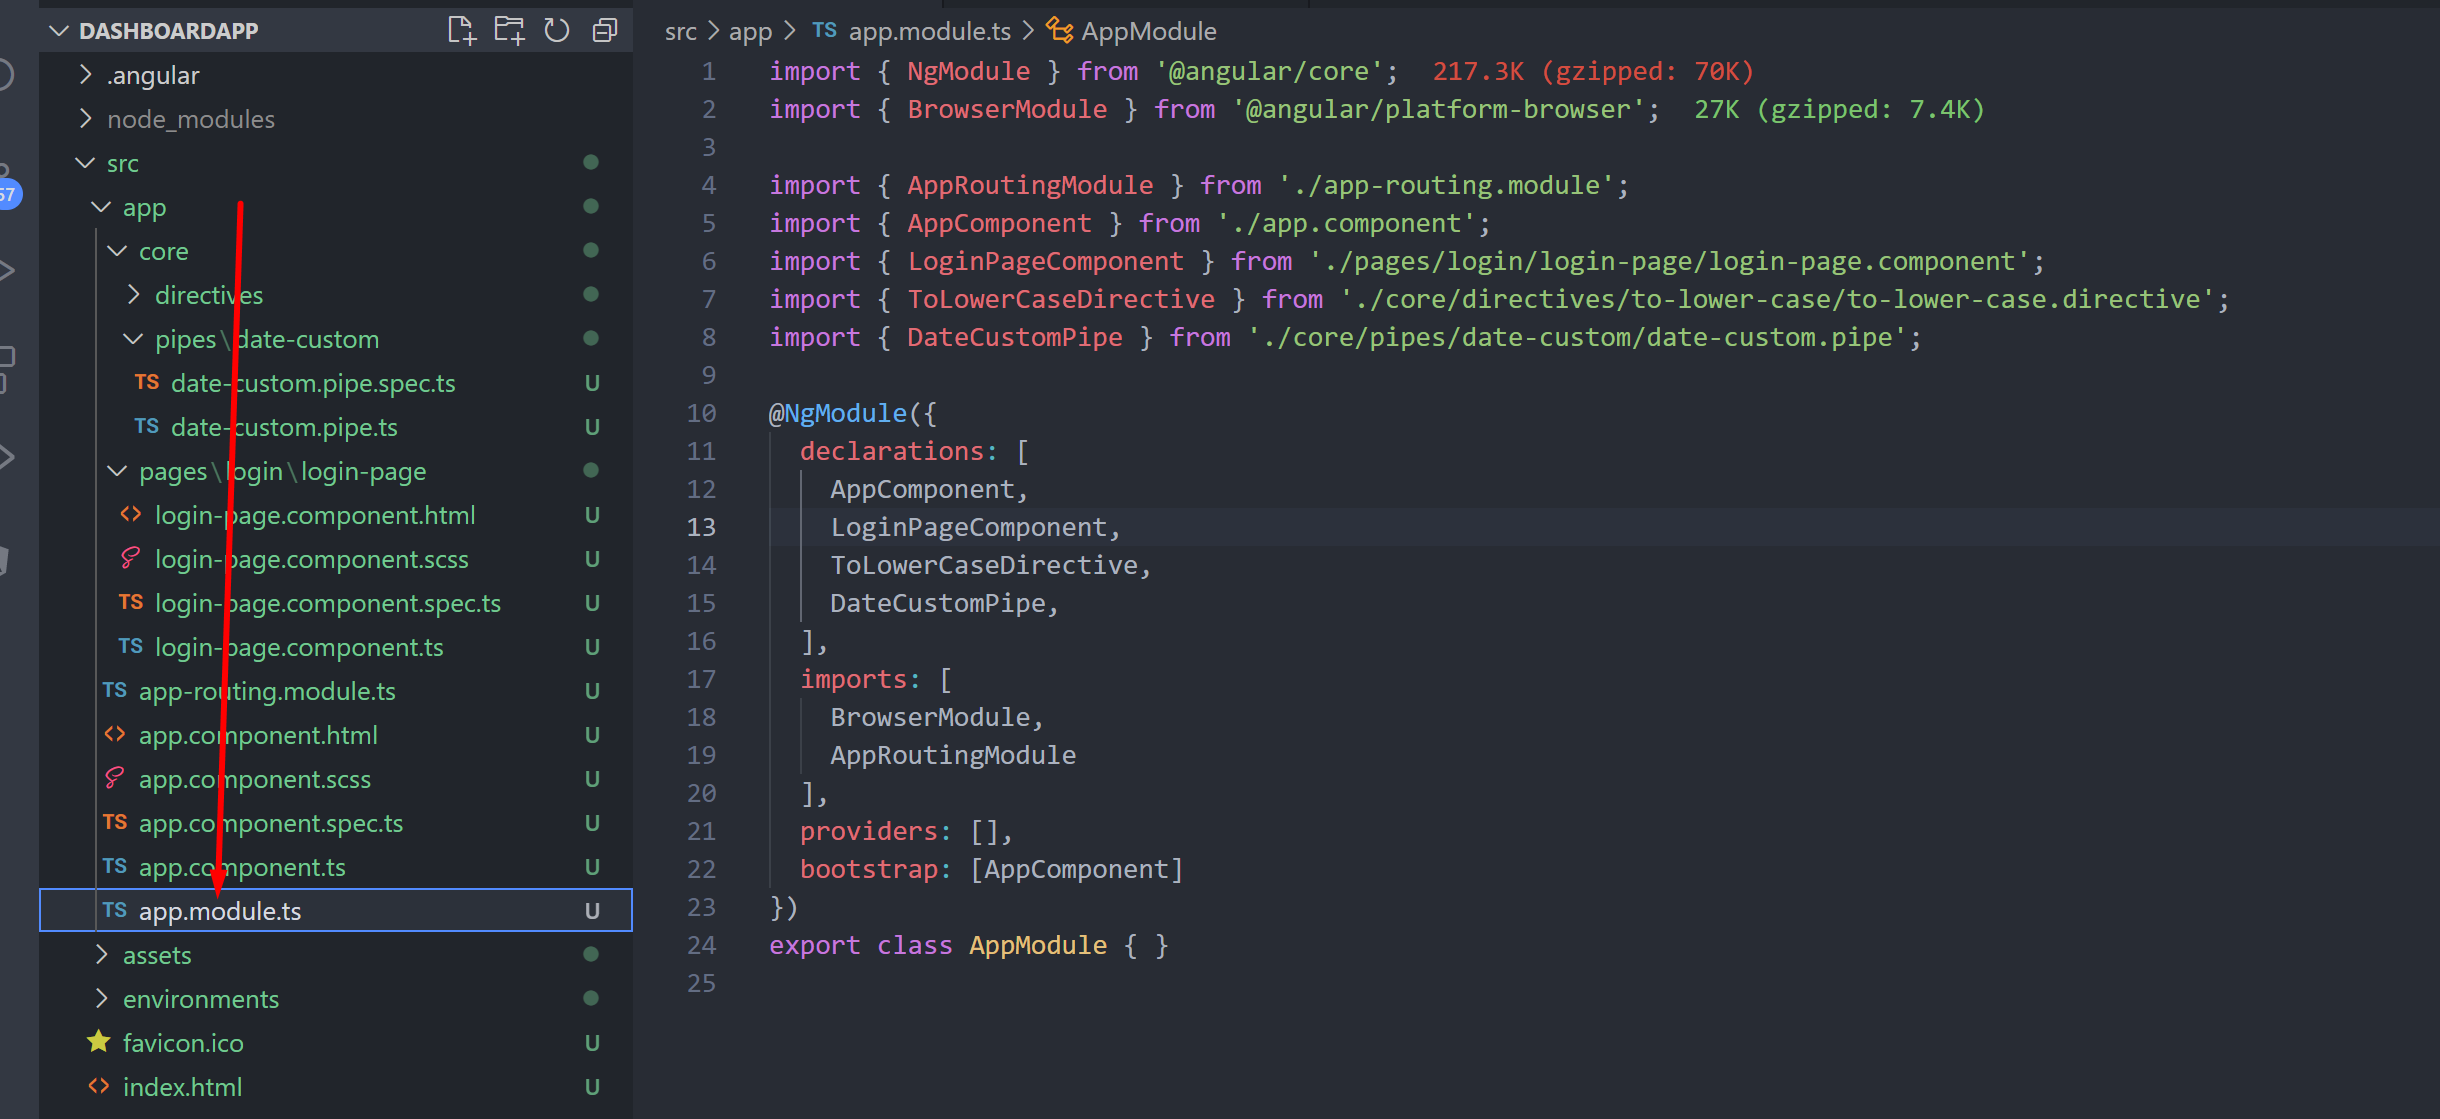 DASHBOARDAPP
.angular
node_modules
src
app
core
directives
pipes\date-custom
TS date-custom.pipe.spec.ts U
TS date-custom.pipe.ts U
pages\login\login-page
<> login-page.component.html U
login-page.component.scss U
TS login-page.component.spec.ts U
TS login-page.component.ts U
TS app-routing.module.ts U
<> app.component.html U
app.component.scss U
TS app.component.spec.ts U
TS app.component.ts U
TS app.module.ts U
assets
environments
favicon.ico U
<> index.html U
57
src > app > TS app.module.ts > AppModule
1 import { NgModule } from '@angular/core'; 217.3K (gzipped: 70K)
2 import { BrowserModule } from '@angular/platform-browser'; 27K (gzipped: 7.4K)
3
4 import { AppRoutingModule } from './app-routing.module';
5 import { AppComponent } from './app.component';
6 import { LoginPageComponent } from './pages/login/login-page/login-page.component';
7 import { ToLowerCaseDirective } from './core/directives/to-lower-case/to-lower-case.directive';
8 import { DateCustomPipe } from './core/pipes/date-custom/date-custom.pipe';
9
10 @NgModule({
11 declarations: [
12 AppComponent,
13 LoginPageComponent,
14 ToLowerCaseDirective,
15 DateCustomPipe,
16 ],
17 imports: [
18 BrowserModule,
19 AppRoutingModule
20 ],
21 providers: [],
22 bootstrap: [AppComponent]
23 })
24 export class AppModule { }
25